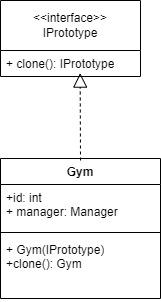 <<interface>>
IPrototype
+ clone(): IPrototype
Gym
+id: int
+ manager: Manager
+ Gym(IPrototype)
+clone(): Gym